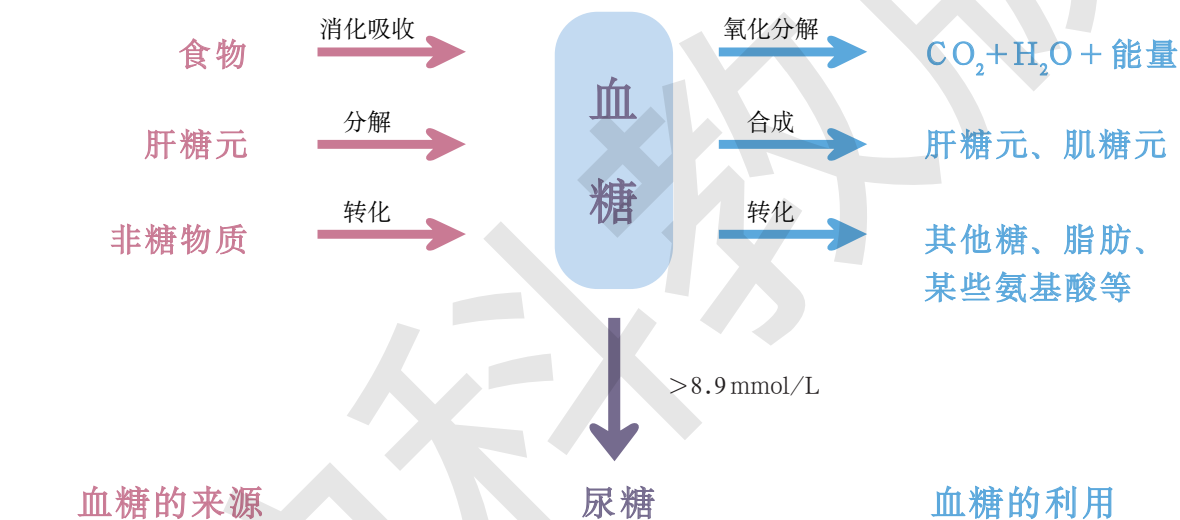 食物
消化吸收
氧化分解
CO₂+H₂O+能量
血
糖
肝糖元
分解
合成
肝糖元、肌糖元
非糖物质
转化
转化
其他糖、脂肪、
某些氨基酸等
>8.9 mmol/L
血糖的来源
尿糖
血糖的利用